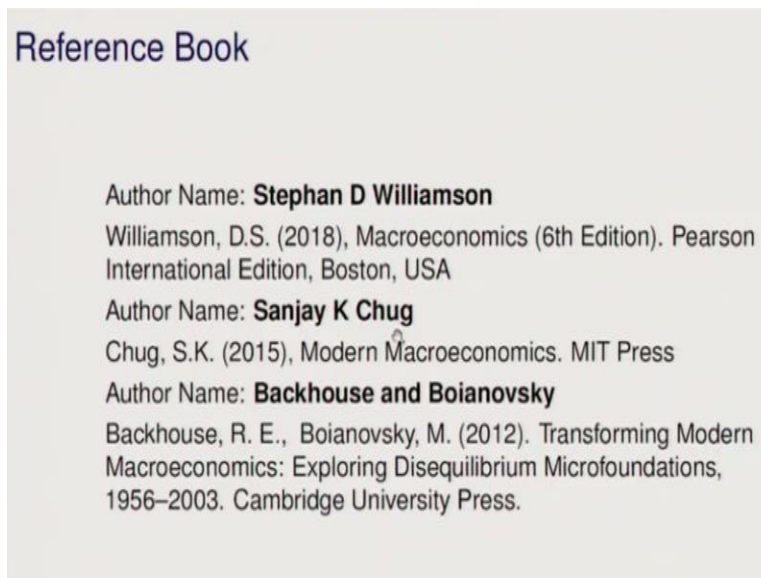 Reference Book
Author Name: Stephan D Williamson
Williamson, D.S. (2018), Macroeconomics (6th Edition). Pearson
International Edition, Boston, USA
Author Name: Sanjay K Chug
Chug, S.K. (2015), Modern Macroeconomics. MIT Press
Author Name: Backhouse and Boianovsky
Backhouse, R. E., Boianovsky, M. (2012). Transforming Modern
Macroeconomics: Exploring Disequilibrium Microfoundations,
1956–2003. Cambridge University Press.